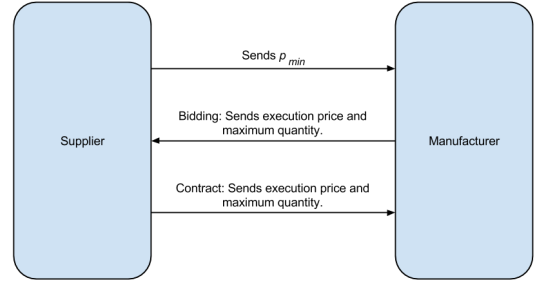 Sends p min
Bidding: Sends execution price and
maximum quantity.
Supplier
Manufacturer
Contract: Sends execution price and
maximum quantity.